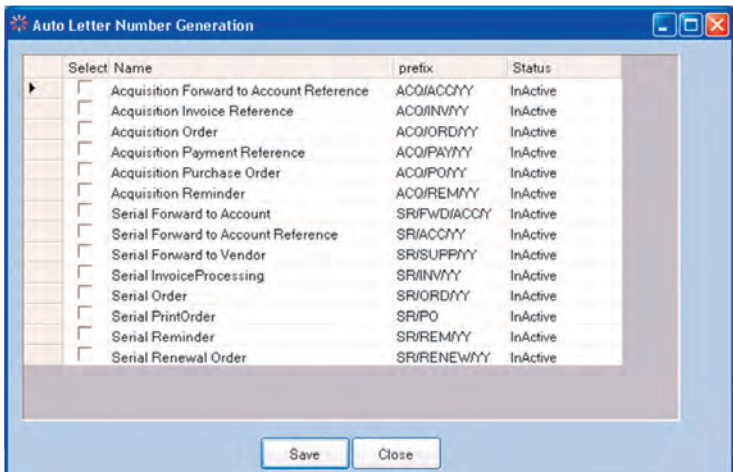 Auto Letter Number Generation
Select Name prefix Status
Acquisition Forward to Account Reference ACQ/ACC/YY InActive
Acquisition Invoice Reference ACQ/INV/YY InActive
Acquisition Order ACQ/ORD/YY InActive
Acquisition Payment Reference ACQ/PAY/YY InActive
Acquisition Purchase Order ACQ/PO/YY InActive
Acquisition Reminder ACQ/REM/YY InActive
Serial Forward to Account SR/FWD/ACC/Y InActive
Serial Forward to Account Reference SR/ACC/YY InActive
Serial Forward to Vendor SR/SUPP/YY InActive
Serial InvoiceProcessing SR/INV/YY InActive
Serial Order SR/ORD/YY InActive
Serial PrintOrder SR/PO InActive
Serial Reminder SR/REM/YY InActive
Serial Renewal Order SR/RENEW/YY InActive
Save Close